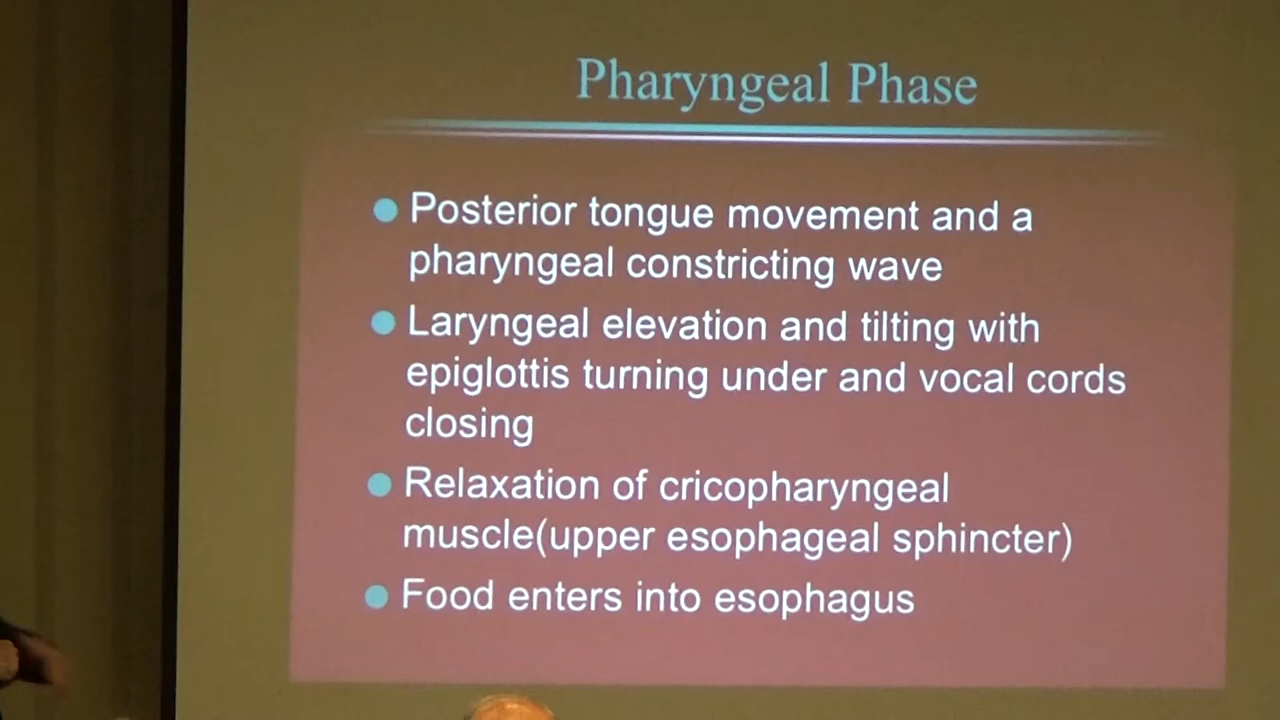 Pharyngeal Phase
Posterior tongue movement and a
pharyngeal constricting wave
Laryngeal elevation and tilting with
epiglottis turning under and vocal cords
closing
Relaxation of cricopharyngeal
muscle(upper esophageal sphincter)
Food enters into esophagus